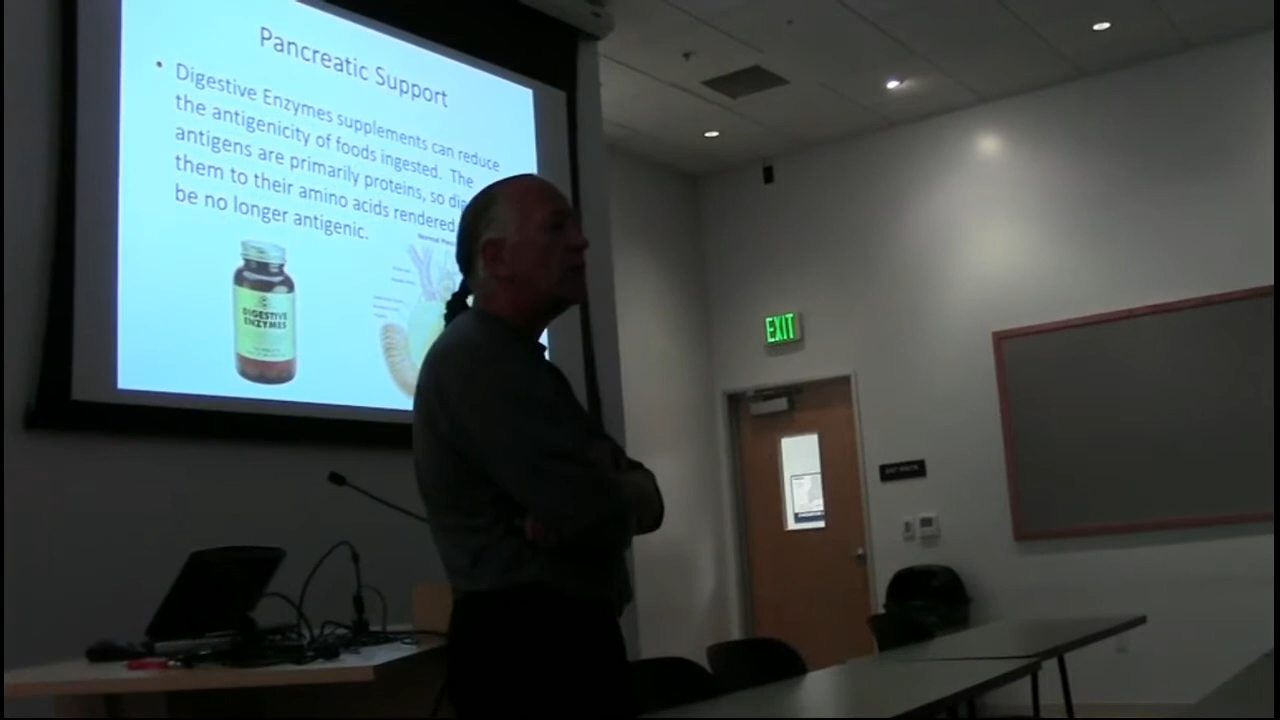 Pancreatic Support
• Digestive Enzymes supplements can reduce
the antigenicity of foods ingested. The
antigens are primarily proteins, so
them to their amino acids rendered
be no longer antigenic.
Normal
DIGESTIVE
ENZYMES
EXIT